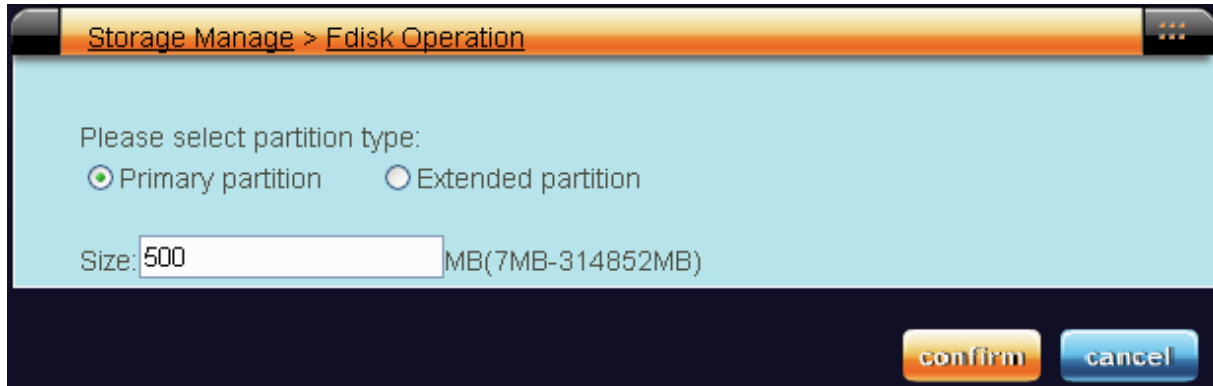 Storage Manage > Fdisk Operation
Please select partition type:
Primary partition Extended partition
Size: 500 MB(7MB-314852MB)
confirm cancel